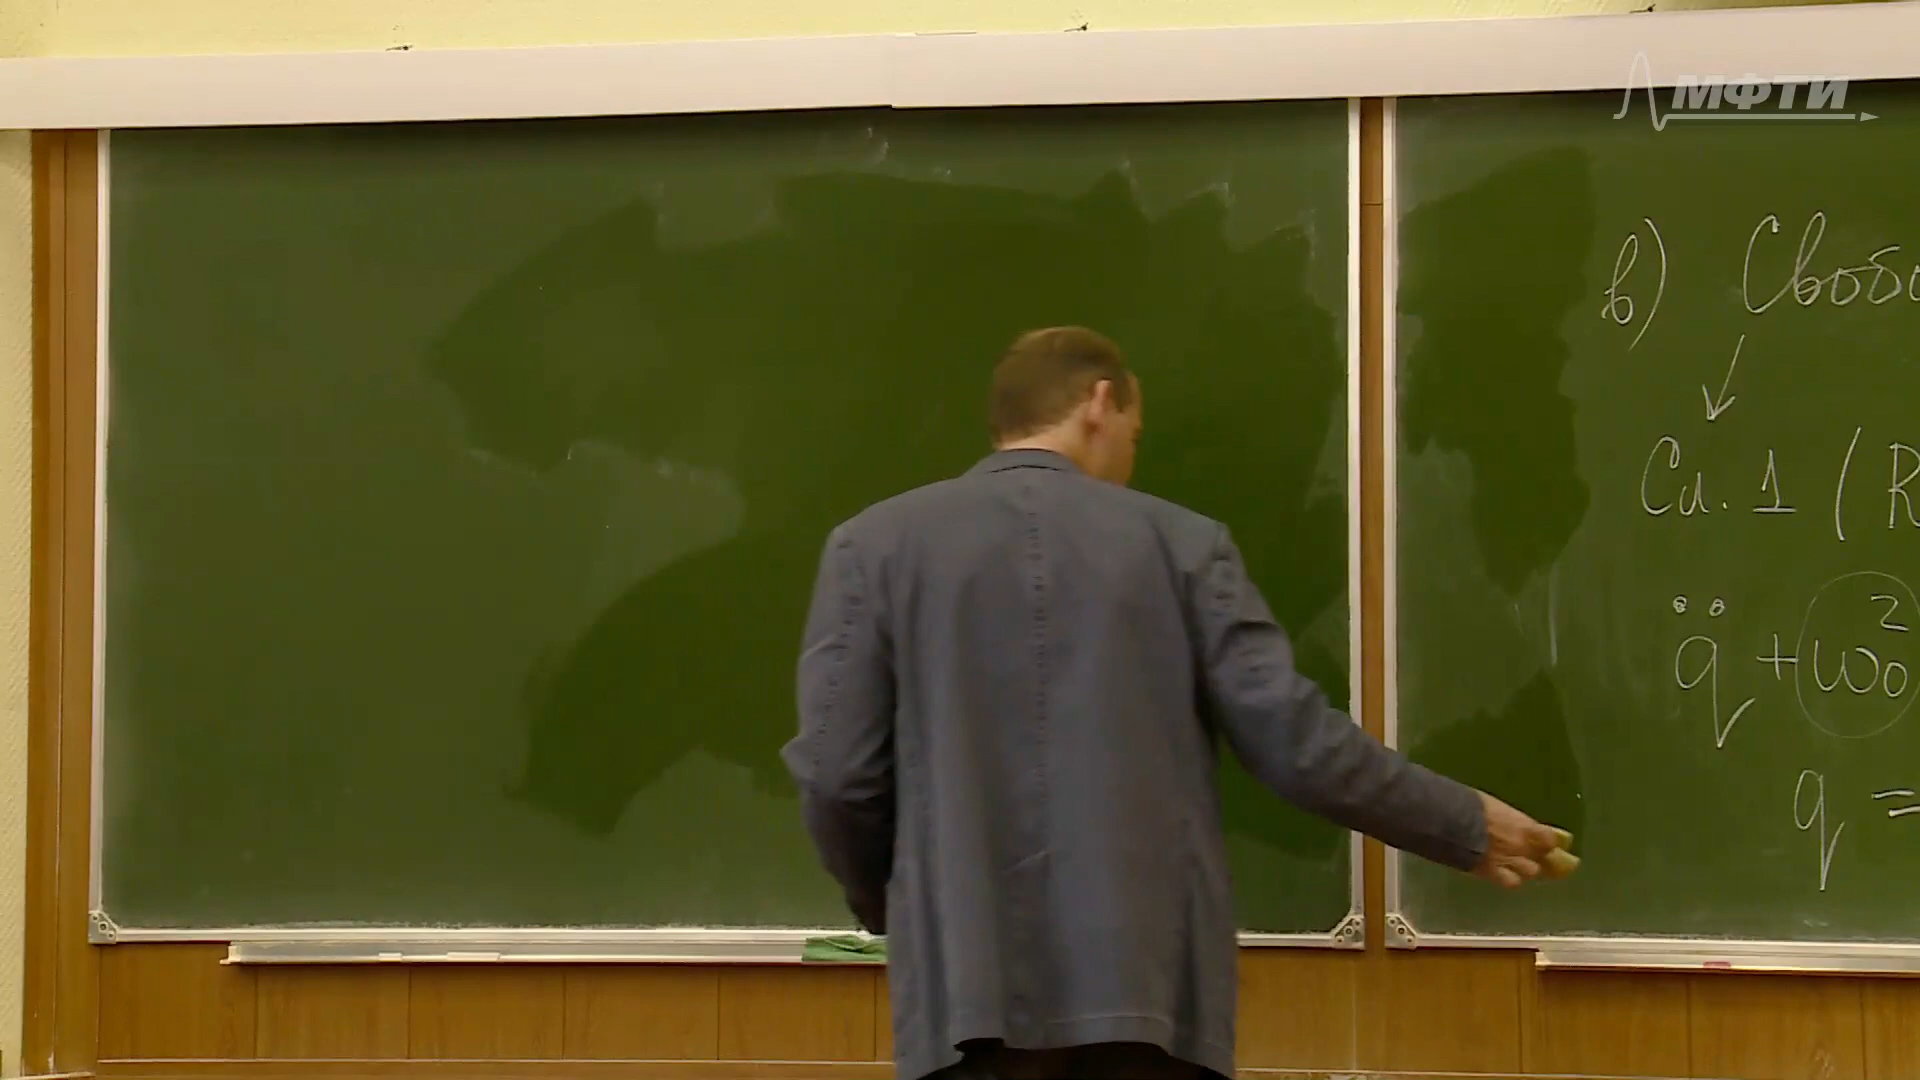 МФТИ
в) Свобо
Сл. 1 (R
q̈ + ω₀²
q =